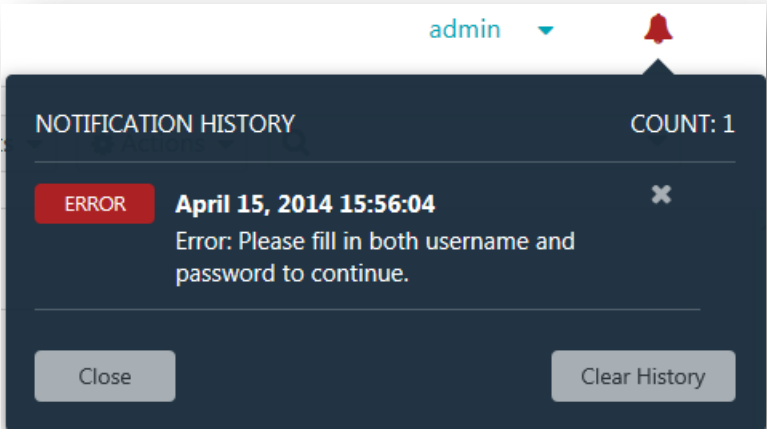 admin
NOTIFICATION HISTORY COUNT: 1
Actions
ERROR April 15, 2014 15:56:04
Error: Please fill in both username and
password to continue.
Close Clear History